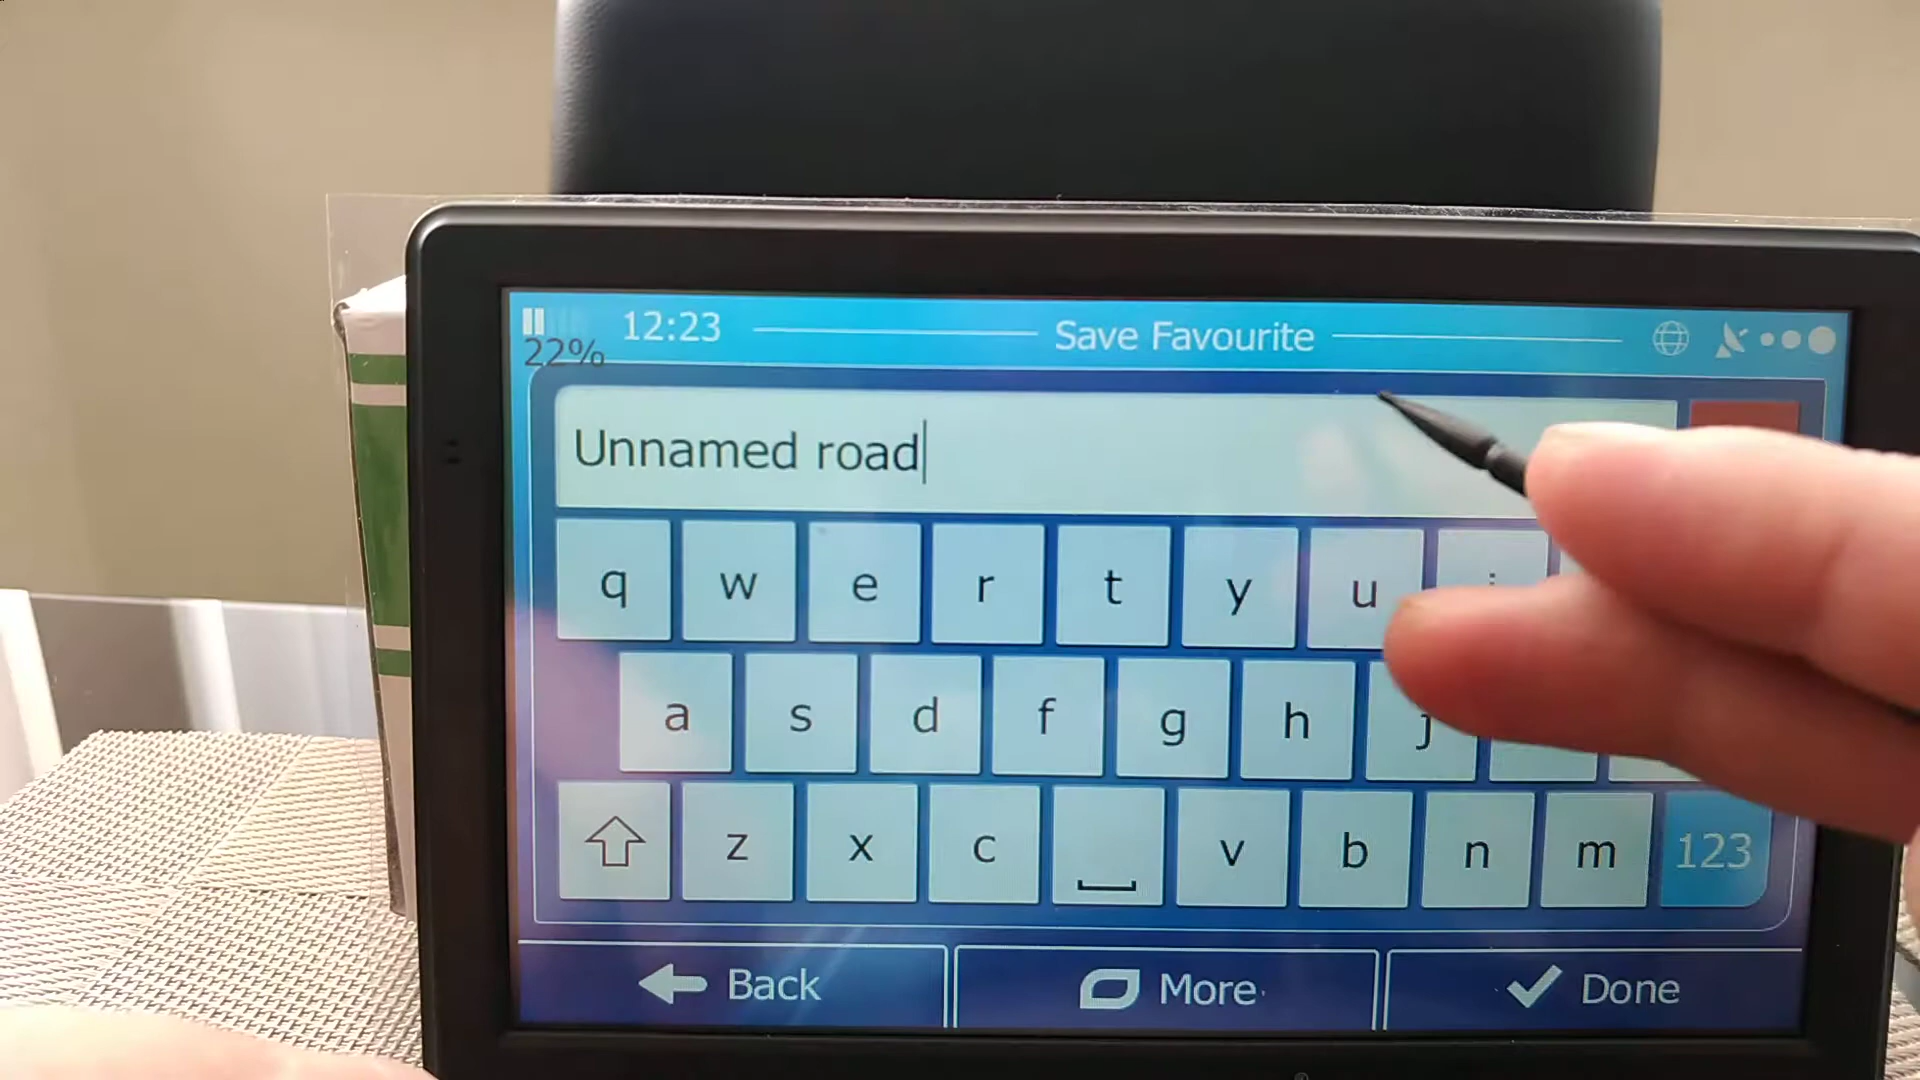 12:23 Save Favourite
22%
Unnamed road
q w e r t y u
a s d f g h j
z x c v b n m 123
Back More Done